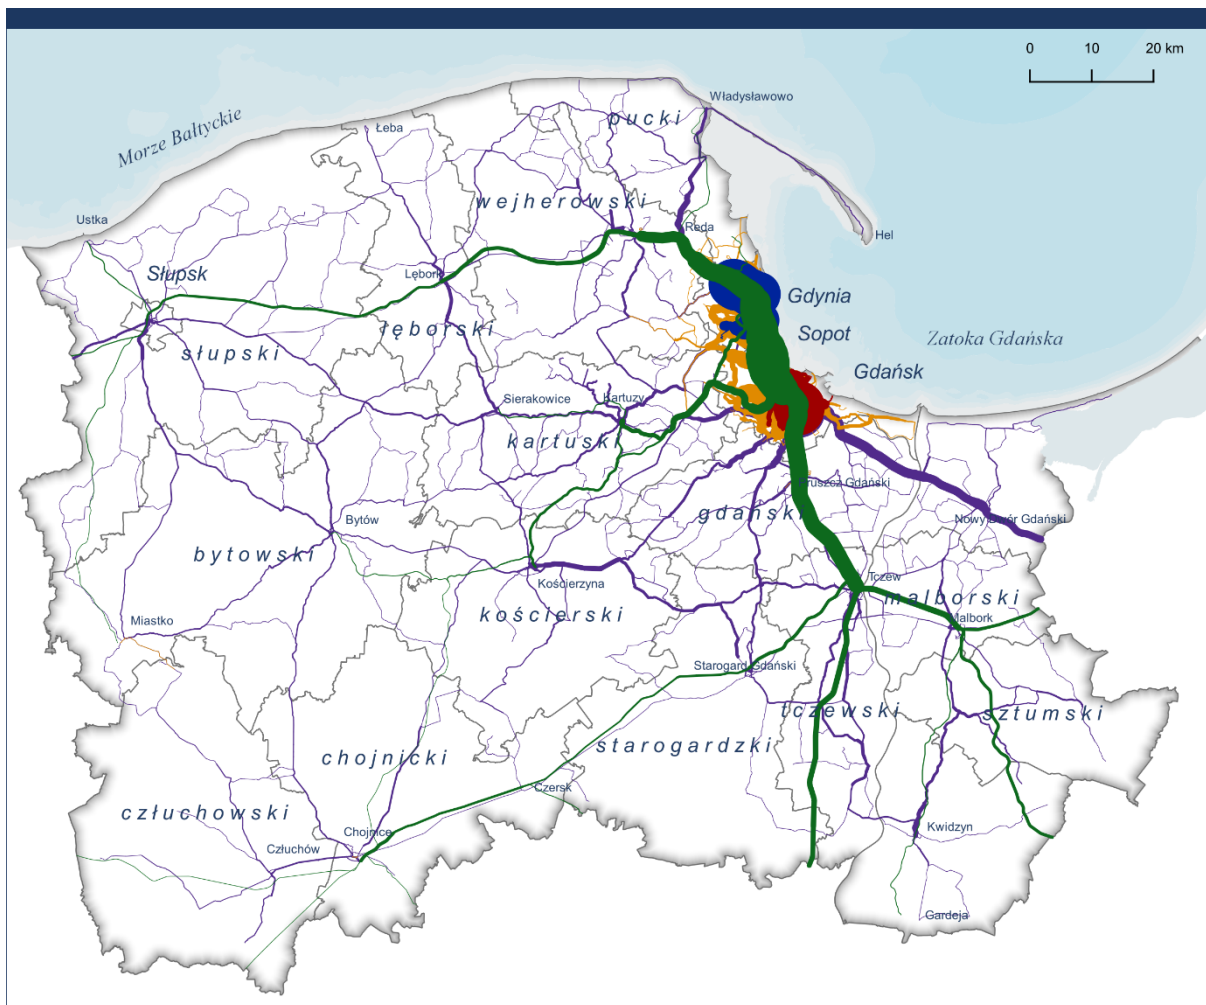 0 10 20 km
Władysławowo
pucki
Łeba
Morze Bałtyckie
wejherowski
Ustka
Reda
Hel
Słupsk
Lębork
Gdynia
Sopot
łęborski
Zatoka Gdańska
słupski
Gdańsk
Sierakowice
Kartuzy
kartuski
Pruszcz Gdański
gdański
Bytów
Nowy Dwór Gdański
bytowski
Kościerzyna
Tczew
malborski
kościerski
Miastko
Malbork
Starogard Gdański
tczewski
sztumski
starogardzki
chojnicki
Czersk
człuchowski
Chojnice
Kwidzyn
Człuchów
Gardeja